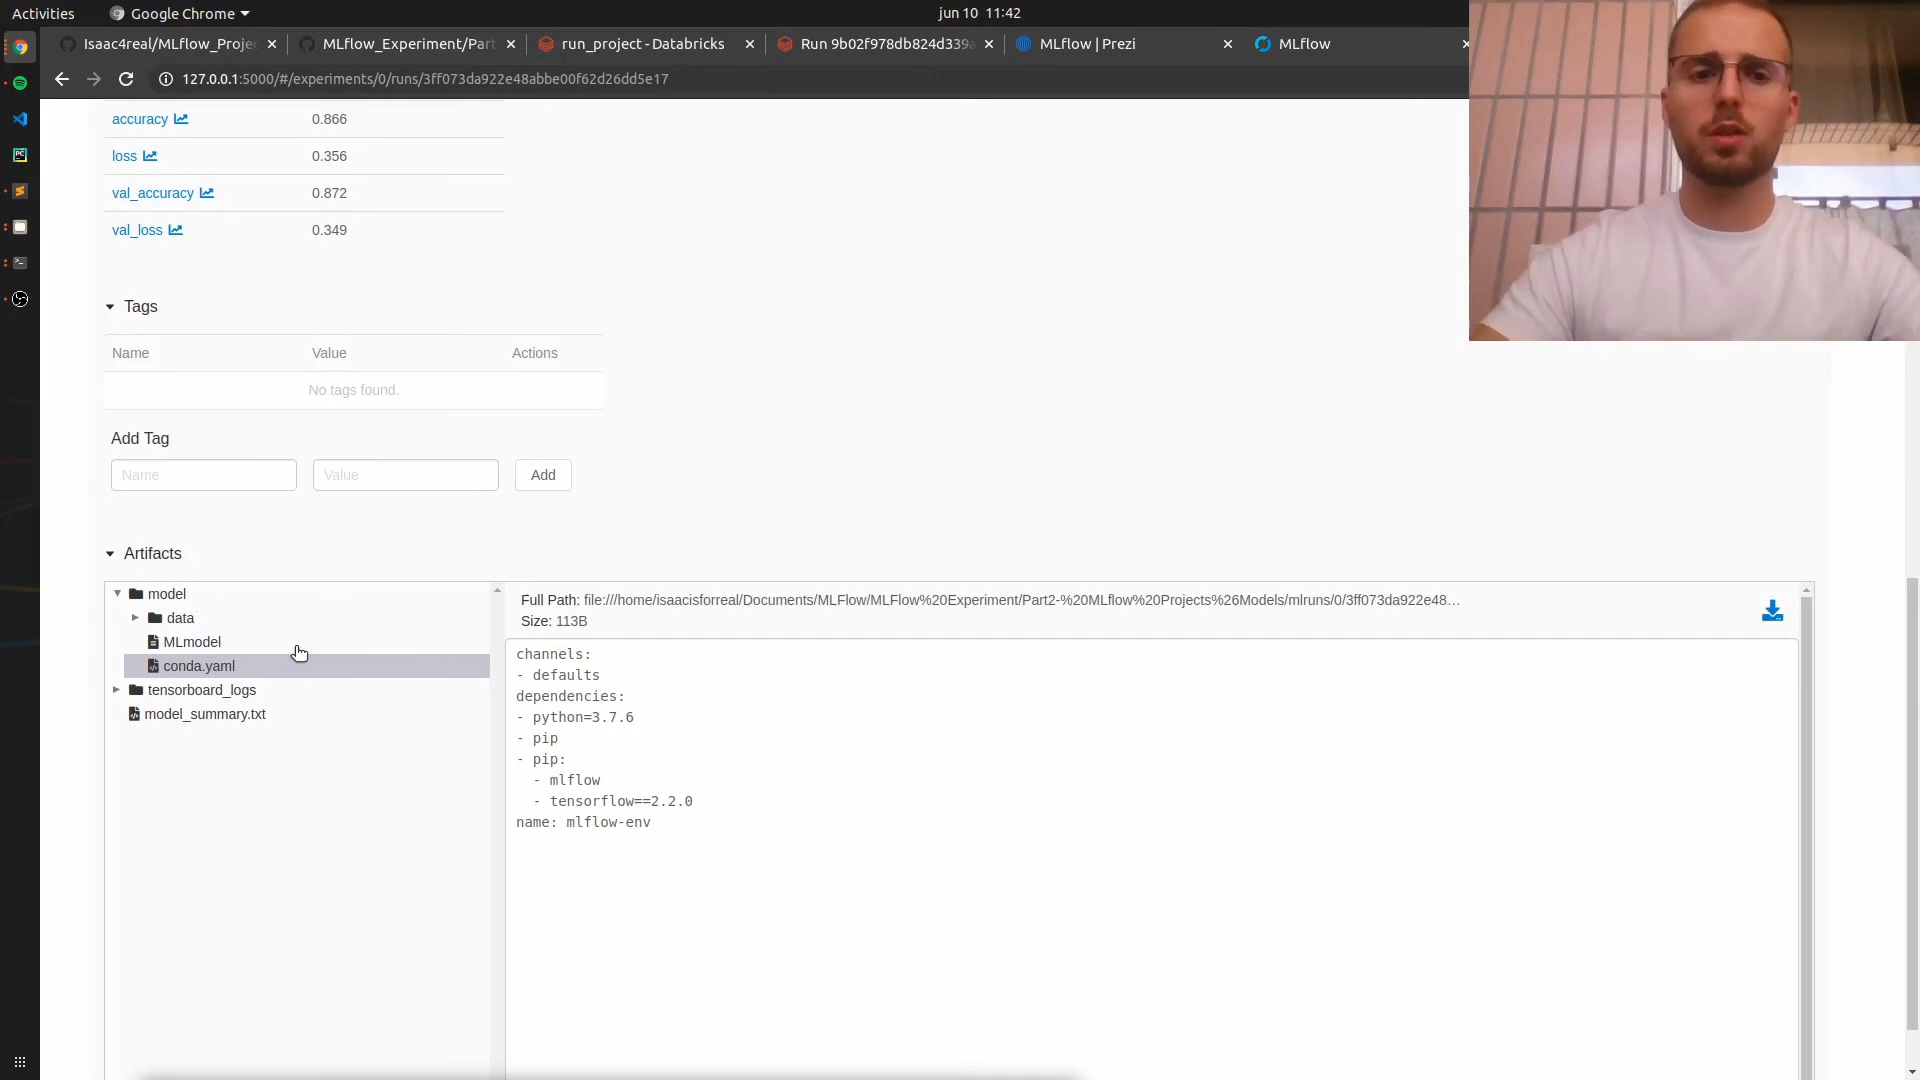 Activities
Google Chrome
jun 10 11:42
Isaac4real/MLflow_Proje
MLflow_Experiment/Part
run_project - Databricks
Run 9b02f978db824d339a
MLflow | Prezi
MLflow
127.0.0.1:5000/#/experiments/0/runs/3ff073da922e48abbe00f62d26dd5e17
accuracy 0.866
loss 0.356
val_accuracy 0.872
val_loss 0.349
Tags
Name Value Actions
No tags found.
Add Tag
Name Value Add
Artifacts
model
data
MLmodel
conda.yaml
tensorboard_logs
model_summary.txt
Full Path: file:///home/isaacisforreal/Documents/MLFlow/MLFlow%20Experiment/Part2-%20MLflow%20Projects%26Models/mlruns/0/3ff073da922e48…
Size: 113B
channels:
- defaults
dependencies:
- python=3.7.6
- pip
- pip:
- mlflow
- tensorflow==2.2.0
name: mlflow-env